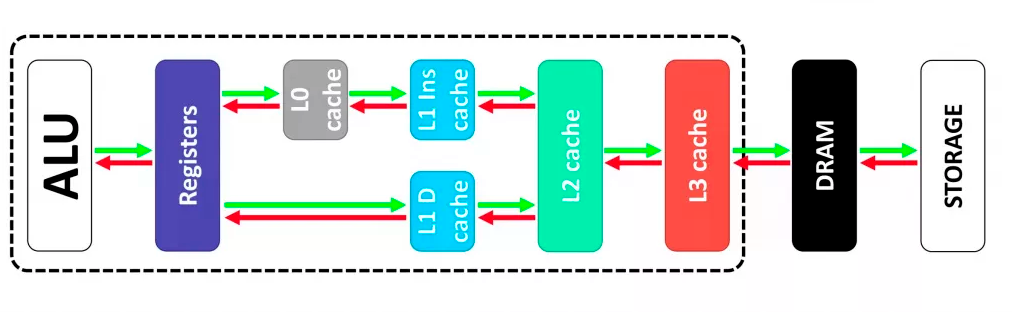 ALU
Registers
L0
cache
L1 Ins
cache
L1 D
cache
L2 cache
L3 cache
DRAM
STORAGE